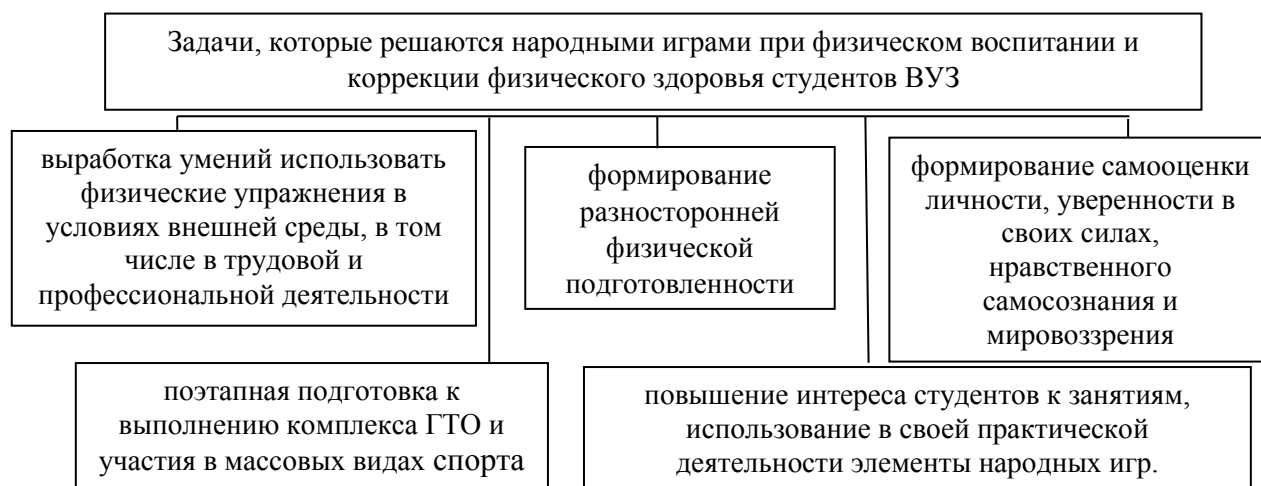 Задачи, которые решаются народными играми при физическом воспитании и
коррекции физического здоровья студентов ВУЗ
выработка умений использовать
физические упражнения в
условиях внешней среды, в том
числе в трудовой и
профессиональной деятельности
формирование
разносторонней
физической
подготовленности
формирование самооценки
личности, уверенности в
своих силах,
нравственного
самосознания и
мировоззрения
поэтапная подготовка к
выполнению комплекса ГТО и
участия в массовых видах спорта
повышение интереса студентов к занятиям,
использование в своей практической
деятельности элементы народных игр.